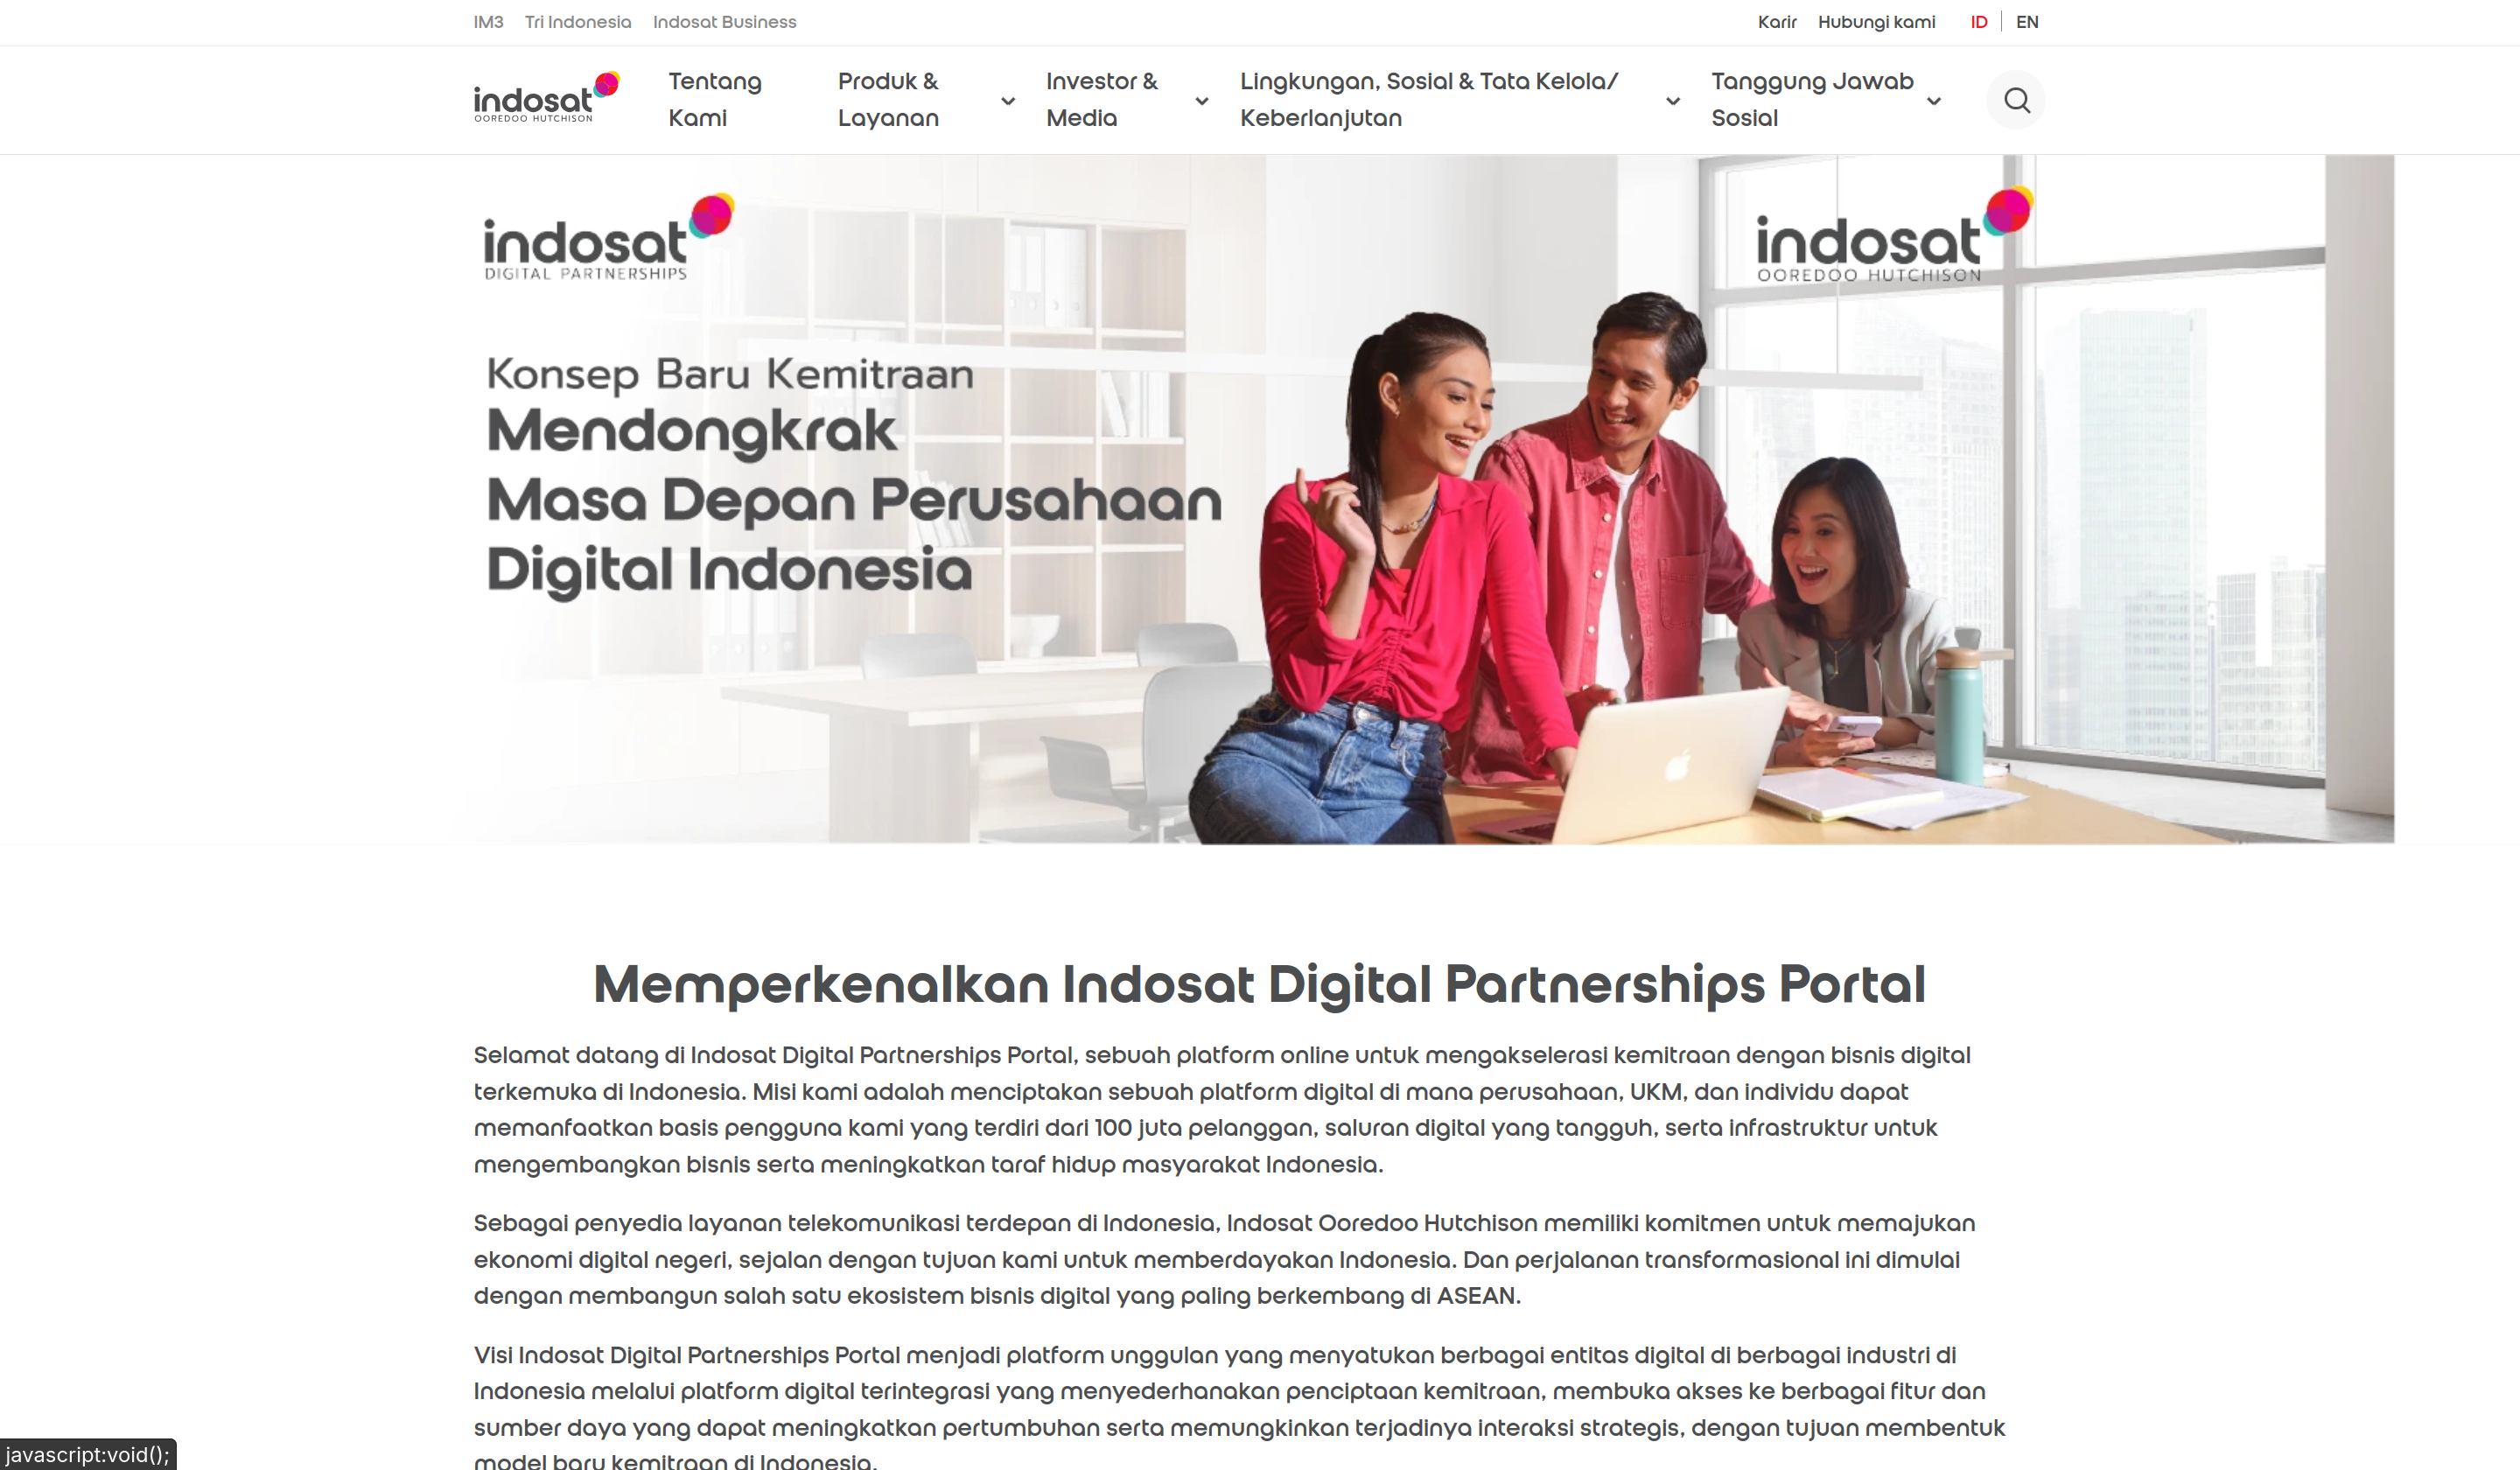 IM3 Tri Indonesia Indosat Business
Karir Hubungi kami ID EN
indosat
OOREDOO HUTCHISON
Tentang
Kami
Produk &
Layanan
Investor &
Media
Lingkungan, Sosial & Tata Kelola/
Keberlanjutan
Tanggung Jawab
Sosial
indosat
DIGITAL PARTNERSHIPS
indosat
OOREDOO HUTCHISON
Konsep Baru Kemitraan
Mendongkrak
Masa Depan Perusahaan
Digital Indonesia
Memperkenalkan Indosat Digital Partnerships Portal
Selamat datang di Indosat Digital Partnerships Portal, sebuah platform online untuk mengakselerasi kemitraan dengan bisnis digital
terkemuka di Indonesia. Misi kami adalah menciptakan sebuah platform digital di mana perusahaan, UKM, dan individu dapat
memanfaatkan basis pengguna kami yang terdiri dari 100 juta pelanggan, saluran digital yang tangguh, serta infrastruktur untuk
mengembangkan bisnis serta meningkatkan taraf hidup masyarakat Indonesia.
Sebagai penyedia layanan telekomunikasi terdepan di Indonesia, Indosat Ooredoo Hutchison memiliki komitmen untuk memajukan
ekonomi digital negeri, sejalan dengan tujuan kami untuk memberdayakan Indonesia. Dan perjalanan transformasional ini dimulai
dengan membangun salah satu ekosistem bisnis digital yang paling berkembang di ASEAN.
Visi Indosat Digital Partnerships Portal menjadi platform unggulan yang menyatukan berbagai entitas digital di berbagai industri di
Indonesia melalui platform digital terintegrasi yang menyederhanakan penciptaan kemitraan, membuka akses ke berbagai fitur dan
sumber daya yang dapat meningkatkan pertumbuhan serta memungkinkan terjadinya interaksi strategis, dengan tujuan membentuk
model baru kemitraan di Indonesia.
javascript:void();